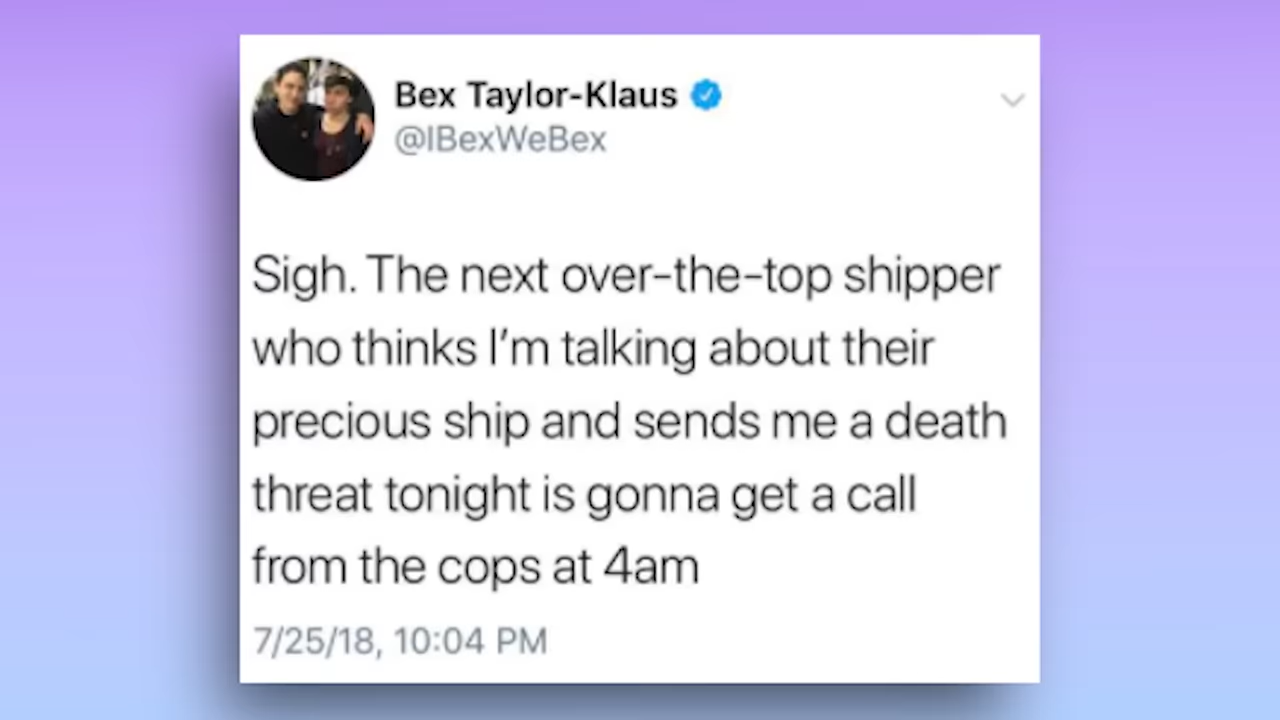 Bex Taylor-Klaus
@IBexWeBex
Sigh. The next over-the-top shipper
who thinks I’m talking about their
precious ship and sends me a death
threat tonight is gonna get a call
from the cops at 4am
7/25/18, 10:04 PM